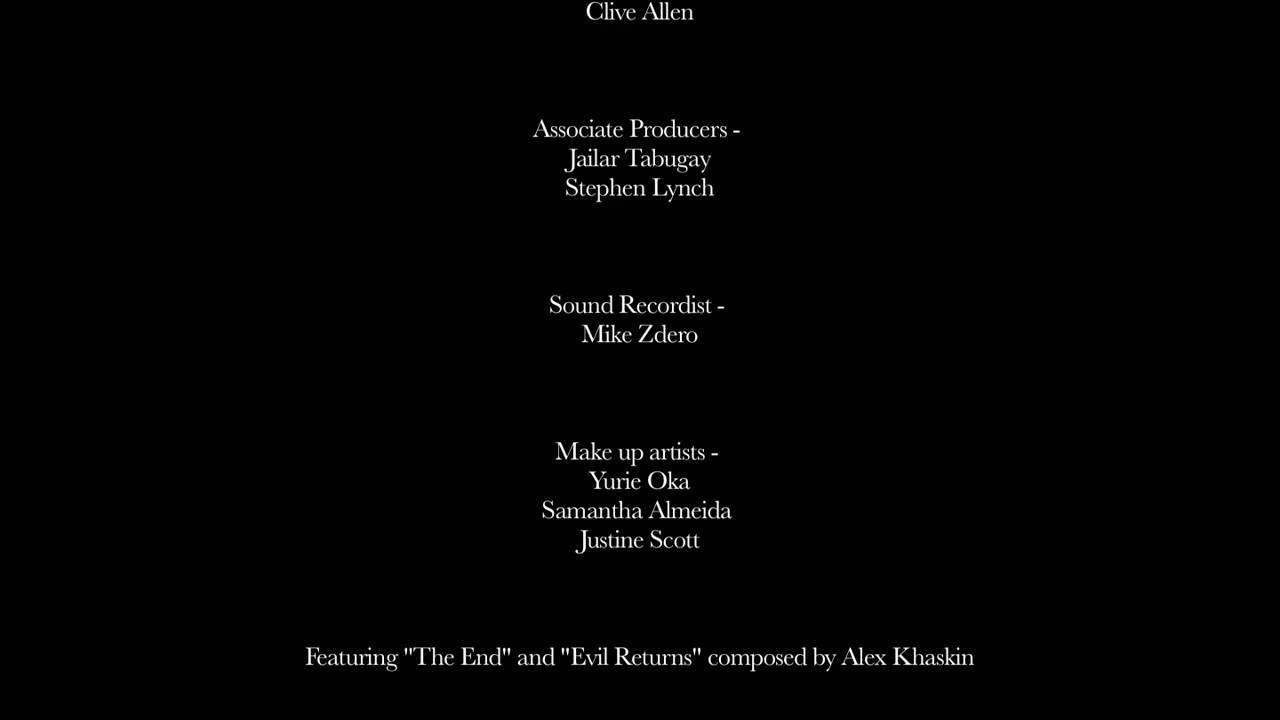 Clive Allen
Associate Producers -
Jailar Tabugay
Stephen Lynch
Sound Recordist -
Mike Zdero
Make up artists -
Yurie Oka
Samantha Almeida
Justine Scott
Featuring "The End" and "Evil Returns" composed by Alex Khaskin